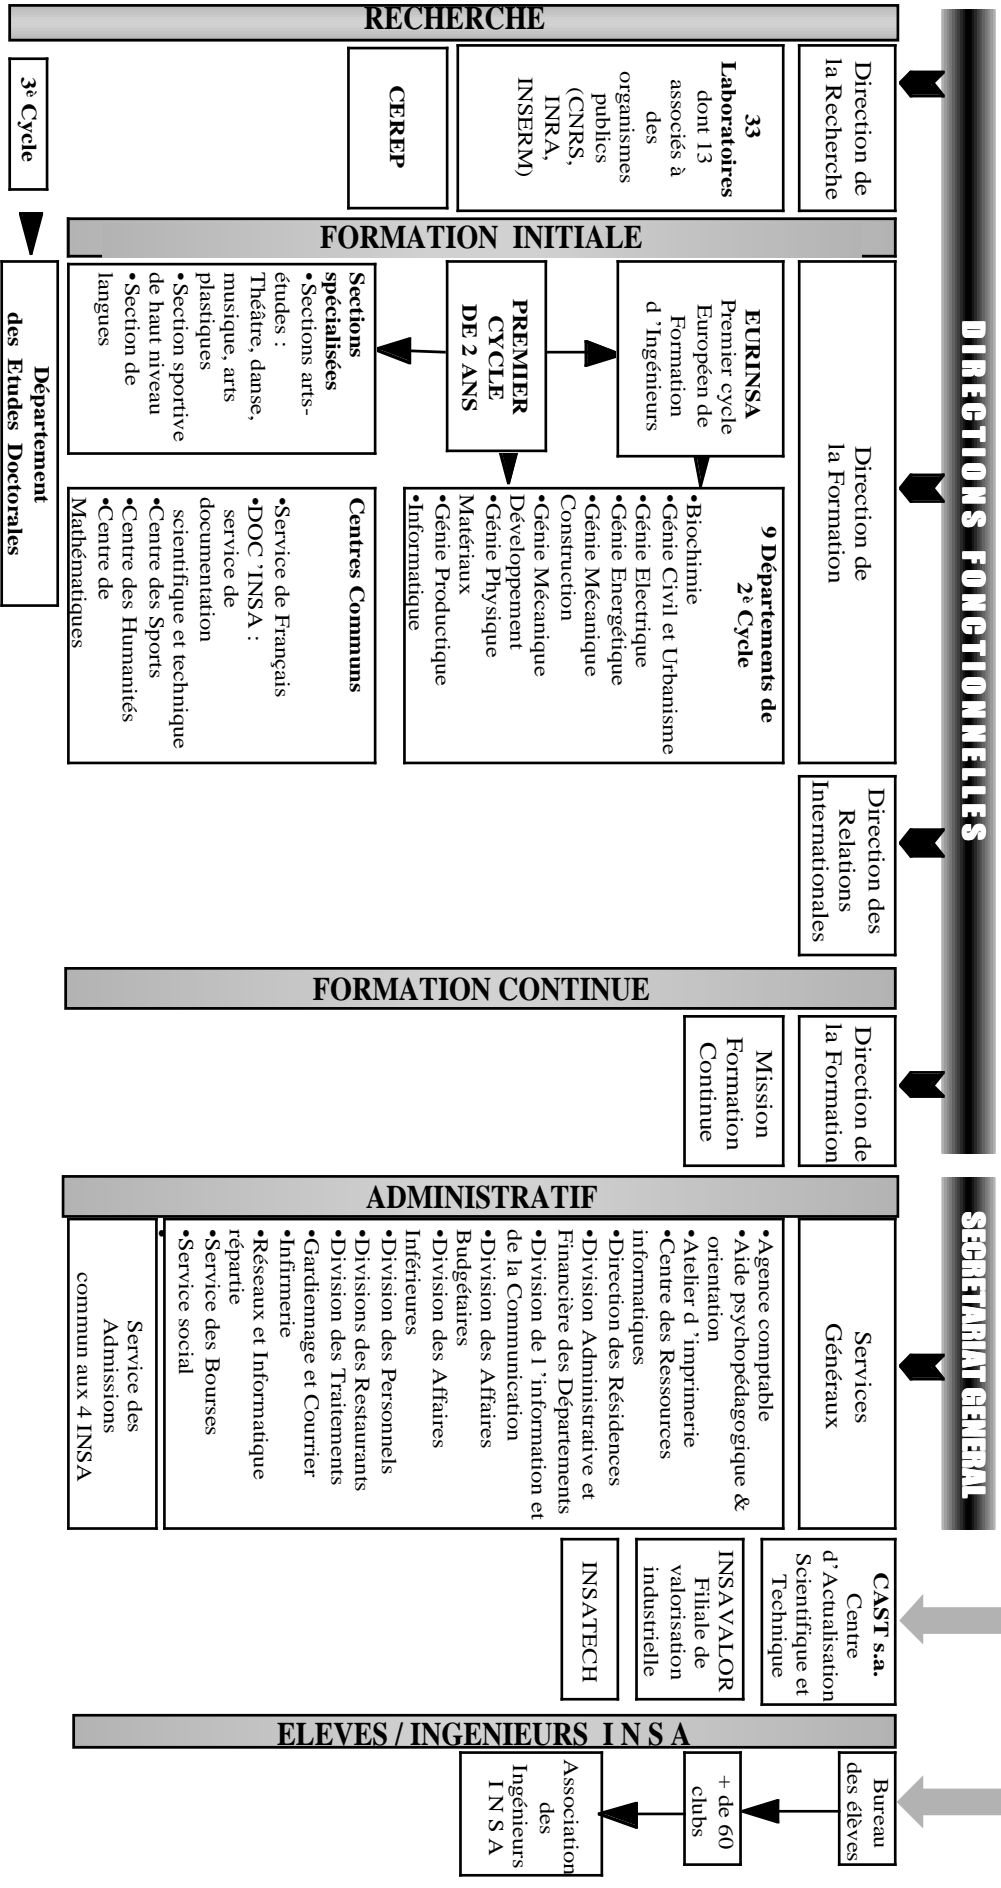 DIRECTIONS FONCTIONNELLES
SECRETARIAT GENERAL
RECHERCHE
Direction de
la Recherche
33
Laboratoires
dont 13
associés à
des
organismes
publics
(CNRS,
INRA,
INSERM)
CEREP
3è Cycle
Département
des Etudes Doctorales
FORMATION INITIALE
Direction de
la Formation
EURINSA
Premier cycle
Européen de
Formation
d ’Ingénieurs
PREMIER
CYCLE
DE 2 ANS
Sections
spécialisées
•Sections arts-
études :
Théâtre, danse,
musique, arts
plastiques
•Section sportive
de haut niveau
•Section de
langues
9 Départements de
2è Cycle
•Biochimie
•Génie Civil et Urbanisme
•Génie Electrique
•Génie Energétique
•Génie Mécanique
Construction
•Génie Mécanique
Développement
•Génie Physique
Matériaux
•Génie Productique
•Informatique
Centres Communs
•Service de Français
•DOC ’INSA :
service de
documentation
scientifique et technique
•Centre des Sports
•Centre des Humanités
•Centre de
Mathématiques
Direction des
Relations
Internationales
FORMATION CONTINUE
Direction de
la Formation
Mission
Formation
Continue
ADMINISTRATIF
Services
Généraux
•Agence comptable
•Aide psychopédagogique &
orientation
•Atelier d ’imprimerie
•Centre des Ressources
informatiques
•Direction des Résidences
•Division Administrative et
Financière des Départements
•Division de l ’information et
de la Communication
•Division des Affaires
Budgétaires
•Division des Affaires
Inférieures
•Division des Personnels
•Divisions des Restaurants
•Division des Traitements
•Gardiennage et Courrier
•Infirmerie
•Réseaux et Informatique
répartie
•Service des Bourses
•Service social
•
Service des
Admissions
commun aux 4 INSA
CAST s.a.
Centre
d’Actualisation
Scientifique et
Technique
INSAVALOR
Filiale de
valorisation
industrielle
INSATECH
ELEVES / INGENIEURS I N S A
Bureau
des élèves
+ de 60
clubs
Association
des
Ingénieurs
I N S A